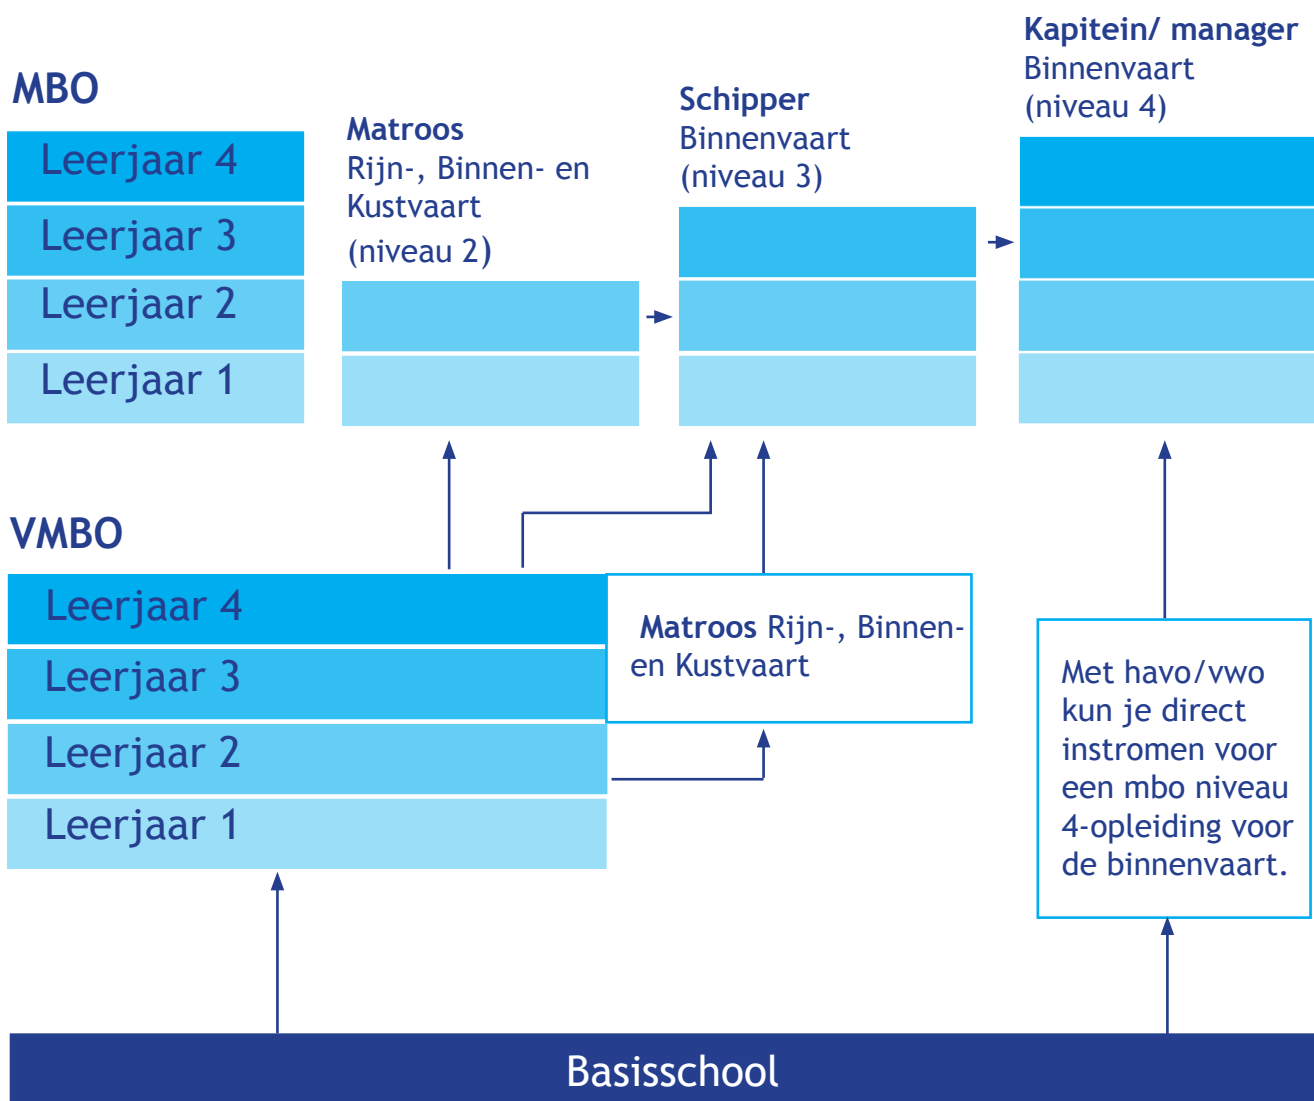 MBO
Leerjaar 4
Leerjaar 3
Leerjaar 2
Leerjaar 1
Matroos
Rijn-, Binnen- en
Kustvaart
(niveau 2)
Schipper
Binnenvaart
(niveau 3)
Kapitein/ manager
Binnenvaart
(niveau 4)
VMBO
Leerjaar 4
Leerjaar 3
Leerjaar 2
Leerjaar 1
Matroos Rijn-, Binnen-
en Kustvaart
Met havo/vwo
kun je direct
instromen voor
een mbo niveau
4-opleiding voor
de binnenvaart.
Basisschool